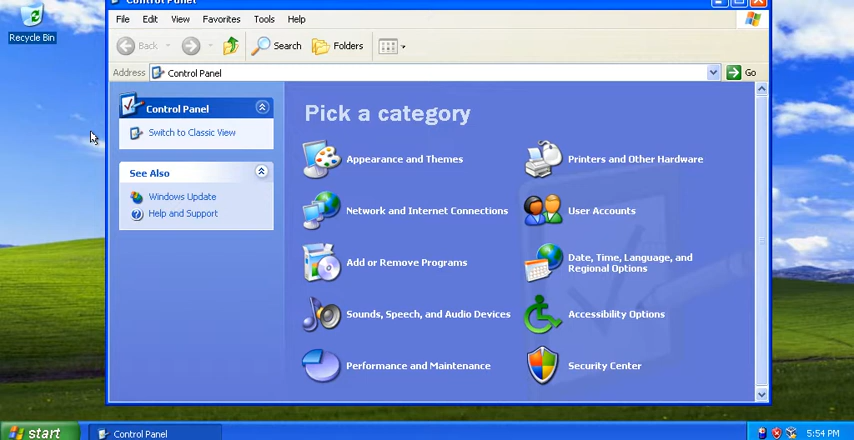 Control Panel
Recycle Bin
File Edit View Favorites Tools Help
Back Search Folders
Address Control Panel Go
Control Panel
Switch to Classic View
See Also
Windows Update
Help and Support
Pick a category
Appearance and Themes
Printers and Other Hardware
Network and Internet Connections
User Accounts
Add or Remove Programs
Date, Time, Language, and
Regional Options
Sounds, Speech, and Audio Devices
Accessibility Options
Performance and Maintenance
Security Center
start Control Panel 5:54 PM